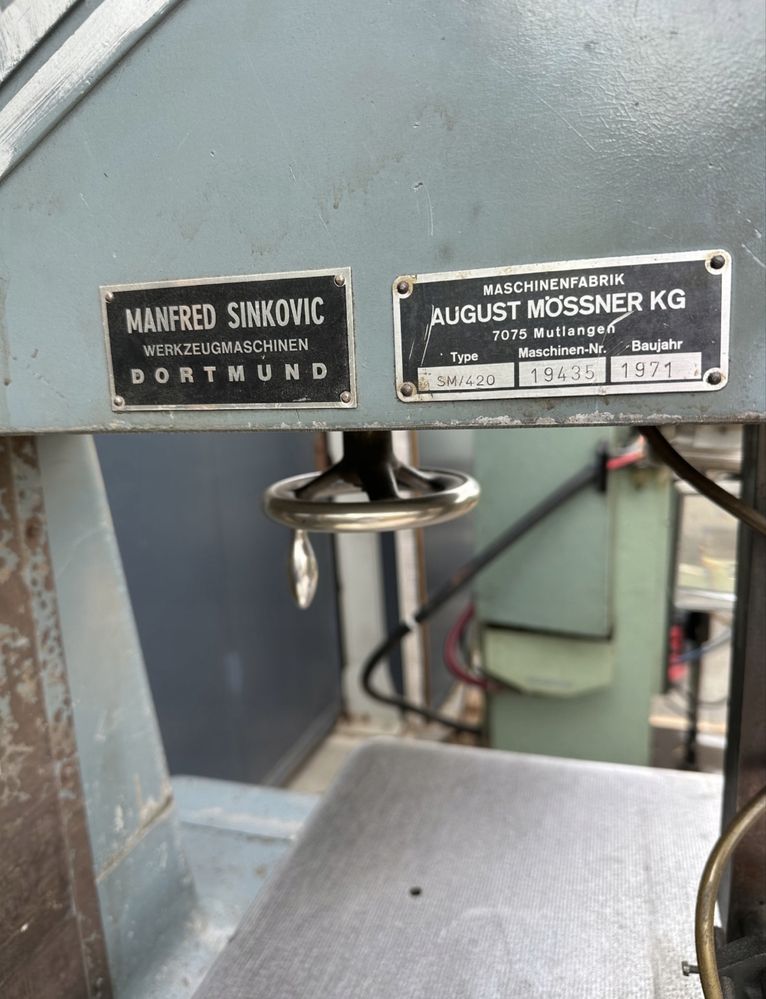 MANFRED SINKOVIC
WERKZEUGMASCHINEN
DORTMUND
MASCHINENFABRIK
AUGUST MÖSSNER KG
7075 Mutlangen
Type Maschinen-Nr. Baujahr
SM/420 19435 1971